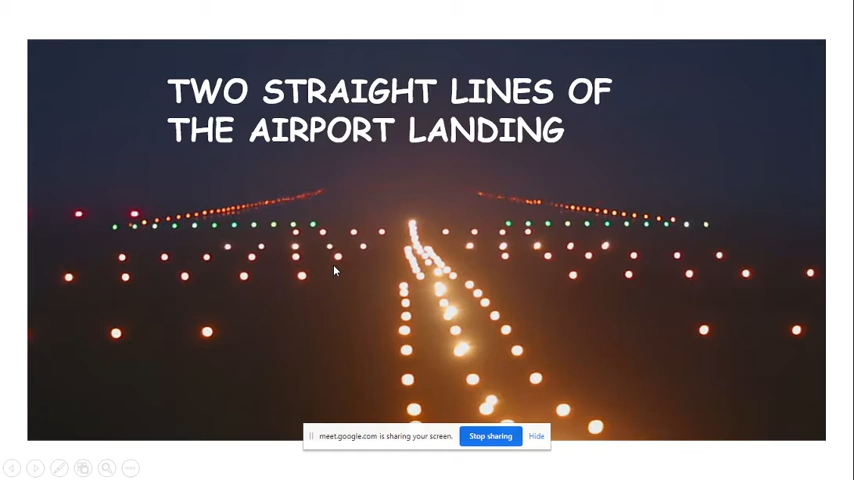 TWO STRAIGHT LINES OF
THE AIRPORT LANDING
meet.google.com is sharing your screen. Stop sharing Hide